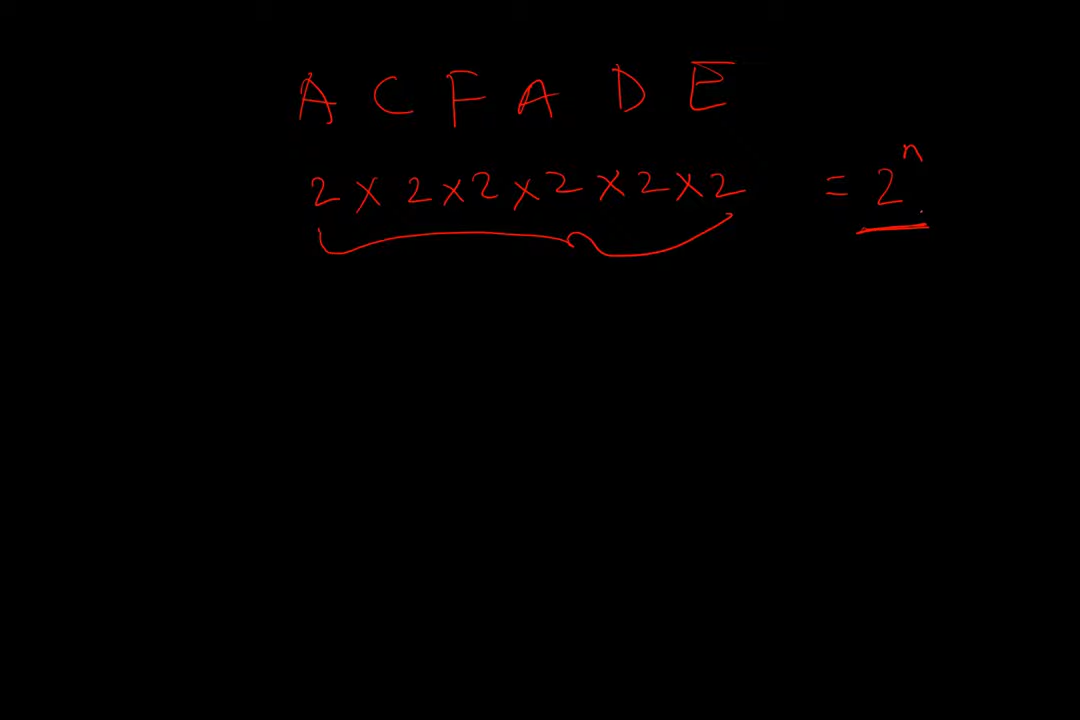 A C F A D E
2 × 2 × 2 × 2 × 2 × 2 = 2ⁿ